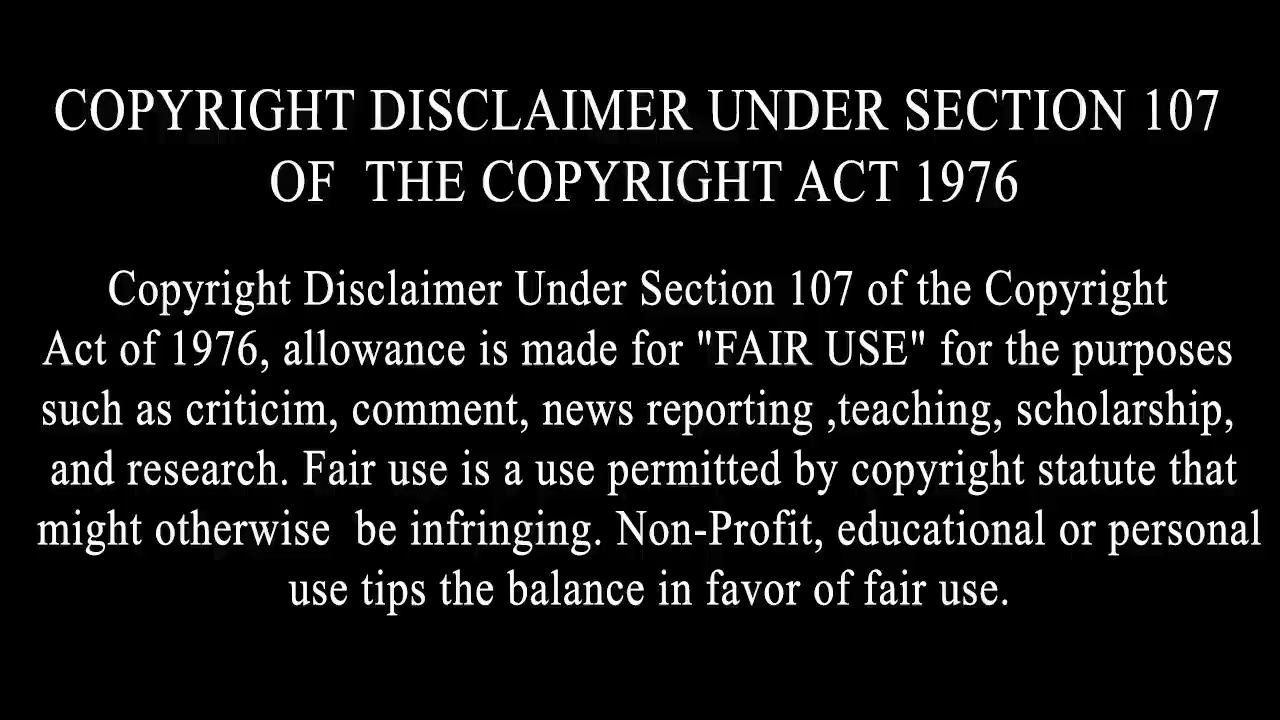 COPYRIGHT DISCLAIMER UNDER SECTION 107
OF THE COPYRIGHT ACT 1976
Copyright Disclaimer Under Section 107 of the Copyright
Act of 1976, allowance is made for "FAIR USE" for the purposes
such as criticim, comment, news reporting ,teaching, scholarship,
and research. Fair use is a use permitted by copyright statute that
might otherwise be infringing. Non-Profit, educational or personal
use tips the balance in favor of fair use.